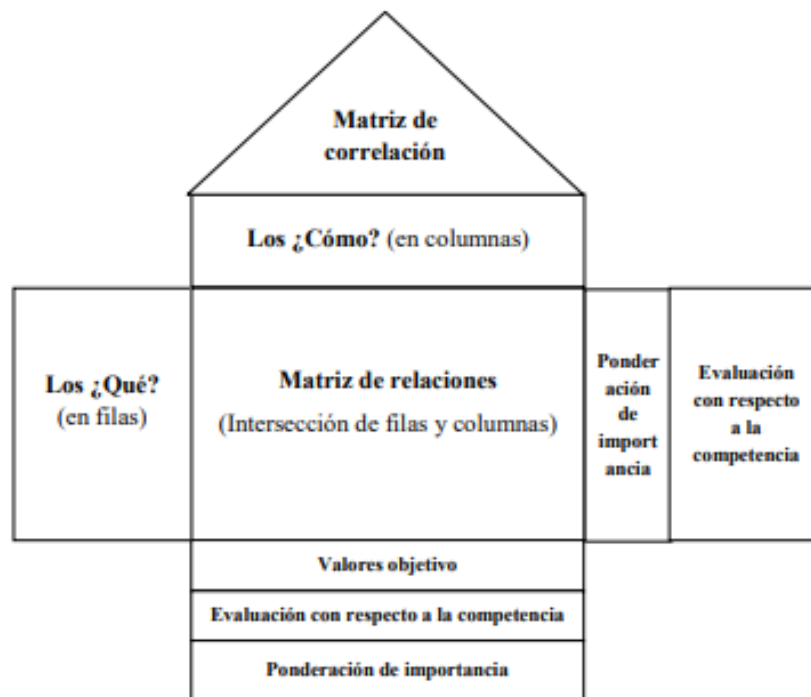 Matriz de
correlación
Los ¿Cómo? (en columnas)
Los ¿Qué?
(en filas)
Matriz de relaciones
(Intersección de filas y columnas)
Ponder
ación
de
import
ancia
Evaluación
con respecto
a la
competencia
Valores objetivo
Evaluación con respecto a la competencia
Ponderación de importancia